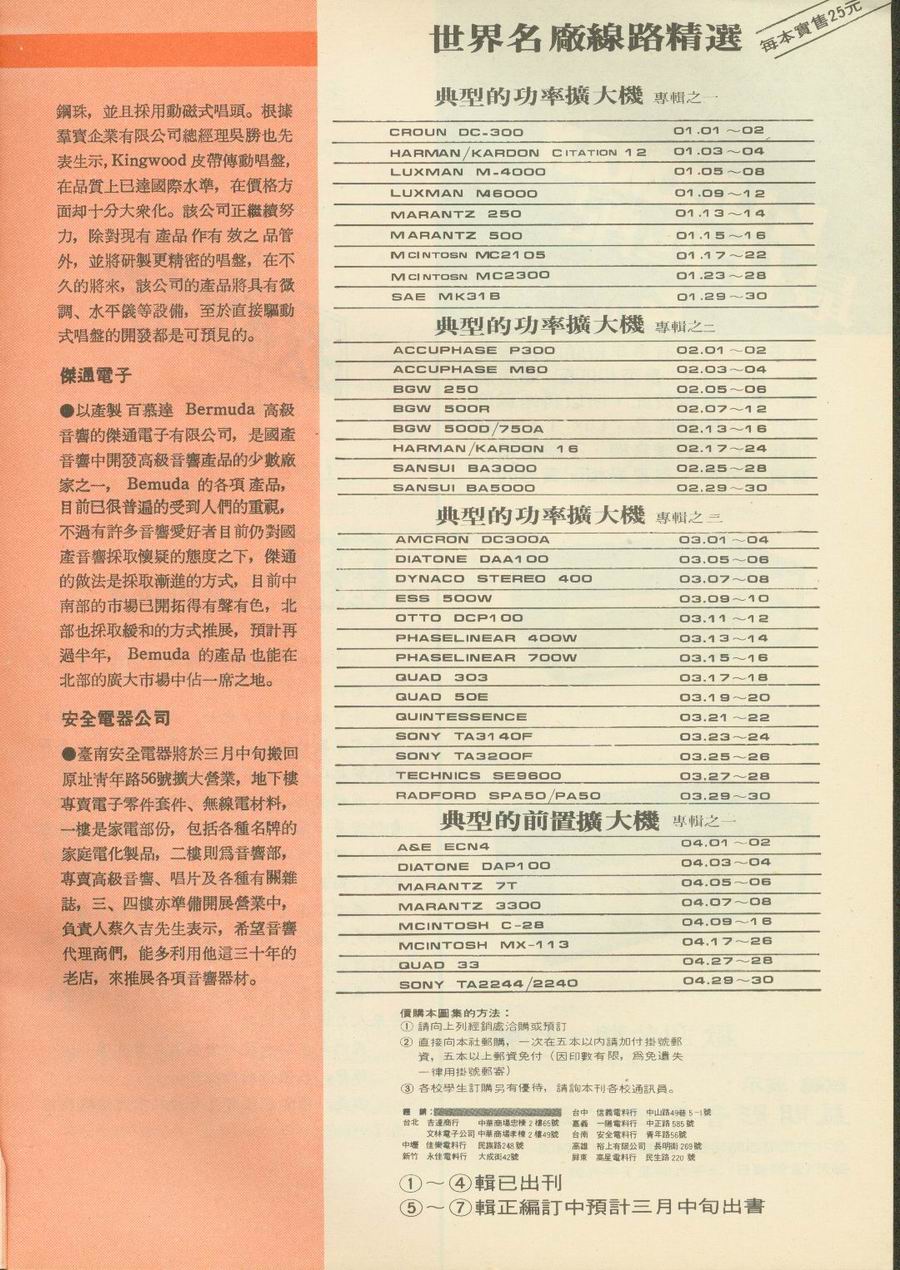 鋼珠，並且採用動磁式唱頭。根據
羣寶企業有限公司總經理吳勝也先
表生示，Kingwood 皮帶傳動唱盤，
在品質上已達國際水準，在價格方
面却十分大衆化。該公司正繼續努
力，除對現有產品作有效之品管
外，並將研製更精密的唱盤，在不
久的將來，該公司的產品將具有微
調、水平儀等設備，至於直接驅動
式唱盤的開發都是可預見的。
傑通電子
●以產製百慕達 Bermuda 高級
音響的傑通電子有限公司，是國產
音響中開發高級音響產品的少數廠
家之一，Bemuda 的各項產品，
目前已很普遍的受到人們的重視，
不過有許多音響愛好者目前仍對國
產音響採取懷疑的態度之下，傑通
的做法是採取漸進的方式，目前中
南部的市場已開拓得有聲有色，北
部也採取緩和的方式推展，預計再
過半年，Bemuda 的產品也能在
北部的廣大市場中佔一席之地。
安全電器公司
●臺南安全電器將於三月中旬搬回
原址青年路56號擴大營業，地下樓
專賣電子零件套件、無線電材料，
一樓是家電部份，包括各種名牌的
家庭電化製品，二樓則爲音響部，
專賣高級音響、唱片及各種有關雜
誌，三、四樓亦準備開展營業中，
負責人蔡久吉先生表示，希望音響
代理商們，能多利用他這三十年的
老店，來推展各項音響器材。
世界名廠線路精選
每本實售25元
典型的功率擴大機 專輯之一
CROUN DC-300 01.01～02
HARMAN/KARDON CITATION 12 01.03～04
LUXMAN M-4000 01.05～08
LUXMAN M6000 01.09～12
MARANTZ 250 01.13～14
MARANTZ 500 01.15～16
MCINTOSN MC2105 01.17～22
MCINTOSN MC2300 01.23～28
SAE MK31B 01.29～30
典型的功率擴大機 專輯之二
ACCUPHASE P300 02.01～02
ACCUPHASE M60 02.03～04
BGW 250 02.05～06
BGW 500R 02.07～12
BGW 500D/750A 02.13～16
HARMAN/KARDON 16 02.17～24
SANSUI BA3000 02.25～28
SANSUI BA5000 02.29～30
典型的功率擴大機 專輯之三
AMCRON DC300A 03.01～04
DIATONE DAA100 03.05～06
DYNACO STEREO 400 03.07～08
ESS 500W 03.09～10
OTTO DCP100 03.11～12
PHASELINEAR 400W 03.13～14
PHASELINEAR 700W 03.15～16
QUAD 303 03.17～18
QUAD 50E 03.19～20
QUINTESSENCE 03.21～22
SONY TA3140F 03.23～24
SONY TA3200F 03.25～26
TECHNICS SE9600 03.27～28
RADFORD SPA50/PA50 03.29～30
典型的前置擴大機 專輯之一
A&E ECN4 04.01～02
DIATONE DAP100 04.03～04
MARANTZ 7T 04.05～06
MARANTZ 3300 04.07～08
MCINTOSH C-28 04.09～16
MCINTOSH MX-113 04.17～26
QUAD 33 04.27～28
SONY TA2244/2240 04.29～30
價購本圖集的方法：
① 請向上列經銷處洽購或預訂
② 直接向本社郵購，一次在五本以內請加付掛號郵
資，五本以上郵資免付（因印數有限，爲免遺失
一律用掛號郵寄）
③ 各校學生訂購另有優待，請詢本刊各校通訊員。
經銷：
台北 吉達商行 中華商場忠棟2樓65號
文林電子公司 中華商場孝棟2樓49號
中壢 佳樂電料行 民族路248號
新竹 永佳電料行 大成街42號
台中 信義電料行 中山路49巷5-1號
嘉義 一陽電料行 中正路585號
台南 安全電料行 青年路56號
高雄 裕上有限公司 長明街269號
屏東 高星電料行 民生路220號
①～④輯已出刊
⑤～⑦輯正編訂中預計三月中旬出書